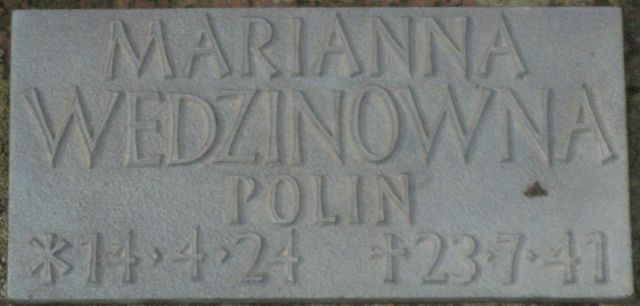 MARIANNA
WEDZINOWNA
POLIN
* 14.4.24 † 23.7.41